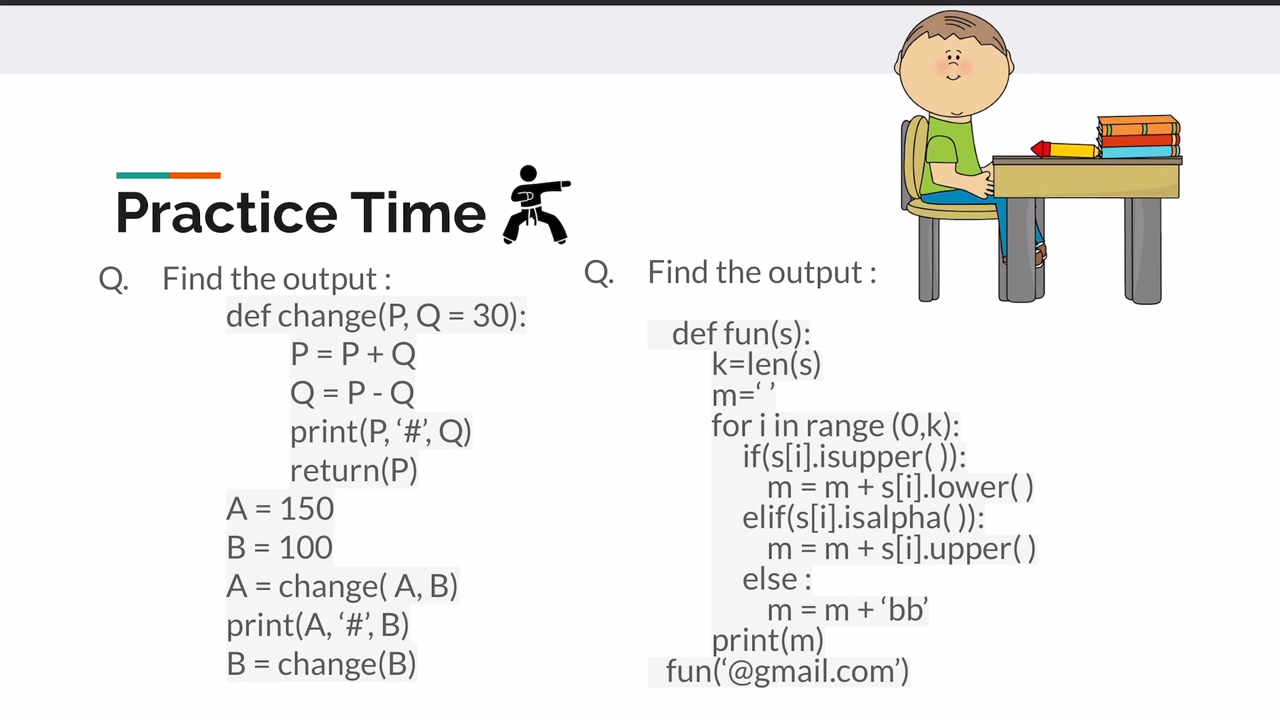 Practice Time
Q. Find the output :
def change(P, Q = 30):
P = P + Q
Q = P - Q
print(P, ‘#’, Q)
return(P)
A = 150
B = 100
A = change( A, B)
print(A, ‘#’, B)
B = change(B)
Q. Find the output :
def fun(s):
k=len(s)
m=‘ ’
for i in range (0,k):
if(s[i].isupper( )):
m = m + s[i].lower( )
elif(s[i].isalpha( )):
m = m + s[i].upper( )
else :
m = m + ‘bb’
print(m)
fun(‘@gmail.com’)